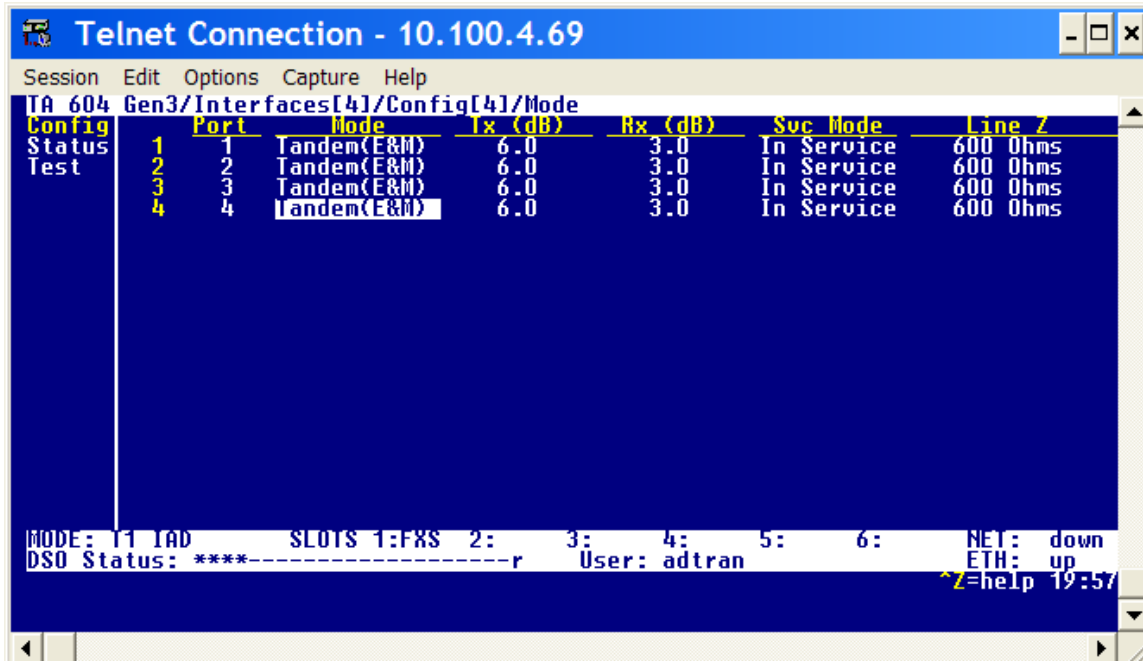 Telnet Connection - 10.100.4.69
Session Edit Options Capture Help
TA 604 Gen3/Interfaces[4]/Config[4]/Mode
Config Port Mode Tx (dB) Rx (dB) Svc Mode Line Z
Status 1 1 Tandem(E&M) 6.0 3.0 In Service 600 Ohms
Test 2 2 Tandem(E&M) 6.0 3.0 In Service 600 Ohms
3 3 Tandem(E&M) 6.0 3.0 In Service 600 Ohms
4 4 Tandem(E&M) 6.0 3.0 In Service 600 Ohms
MODE: T1 IAD SLOTS 1:FXS 2: 3: 4: 5: 6: NET: down
DS0 Status: ****-------------------r User: adtran ETH: up
^Z=help 19:57